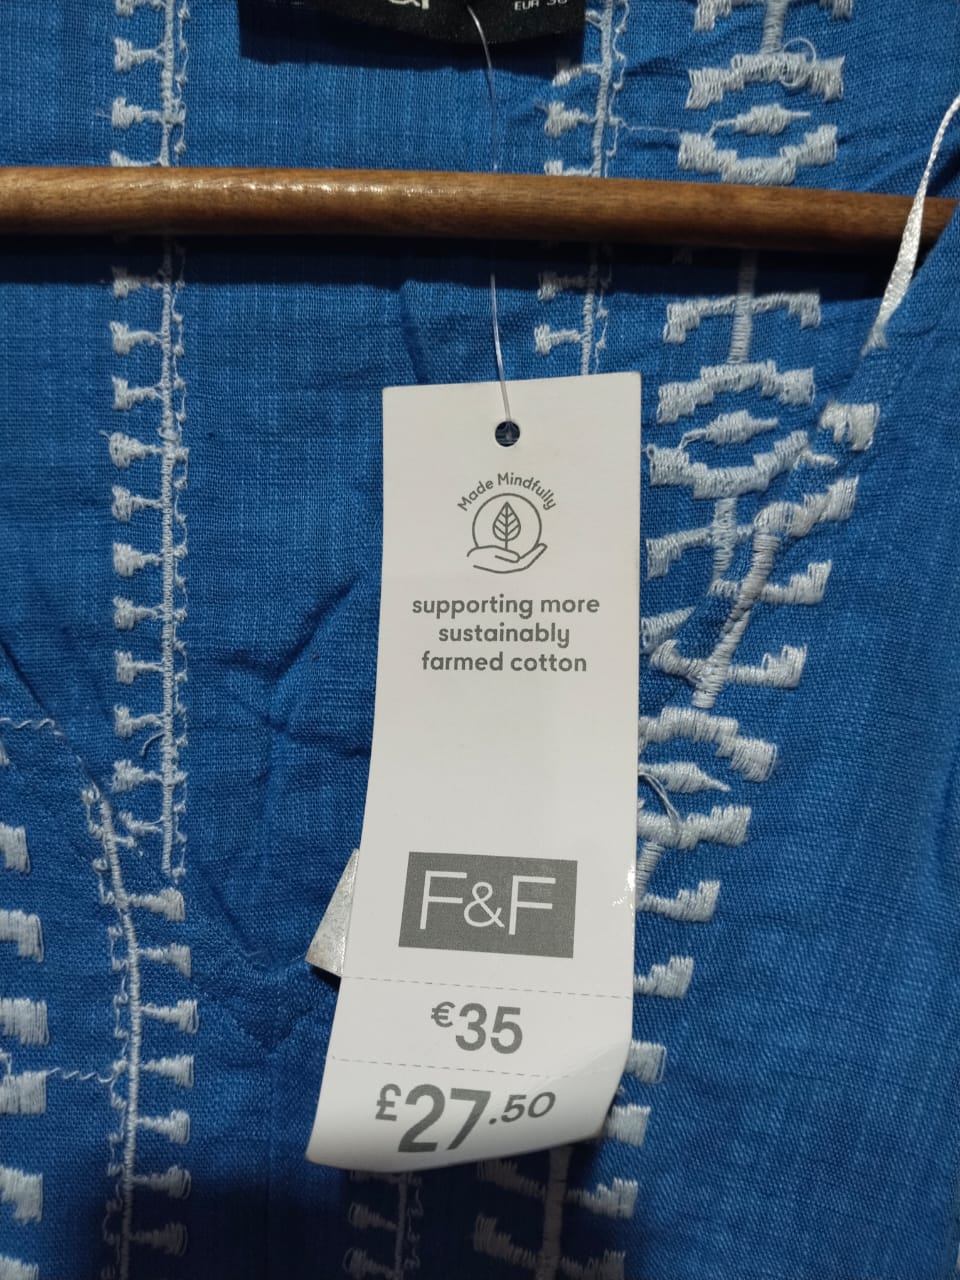 Made Mindfully
supporting more
sustainably
farmed cotton
F&F
€35
£27.50